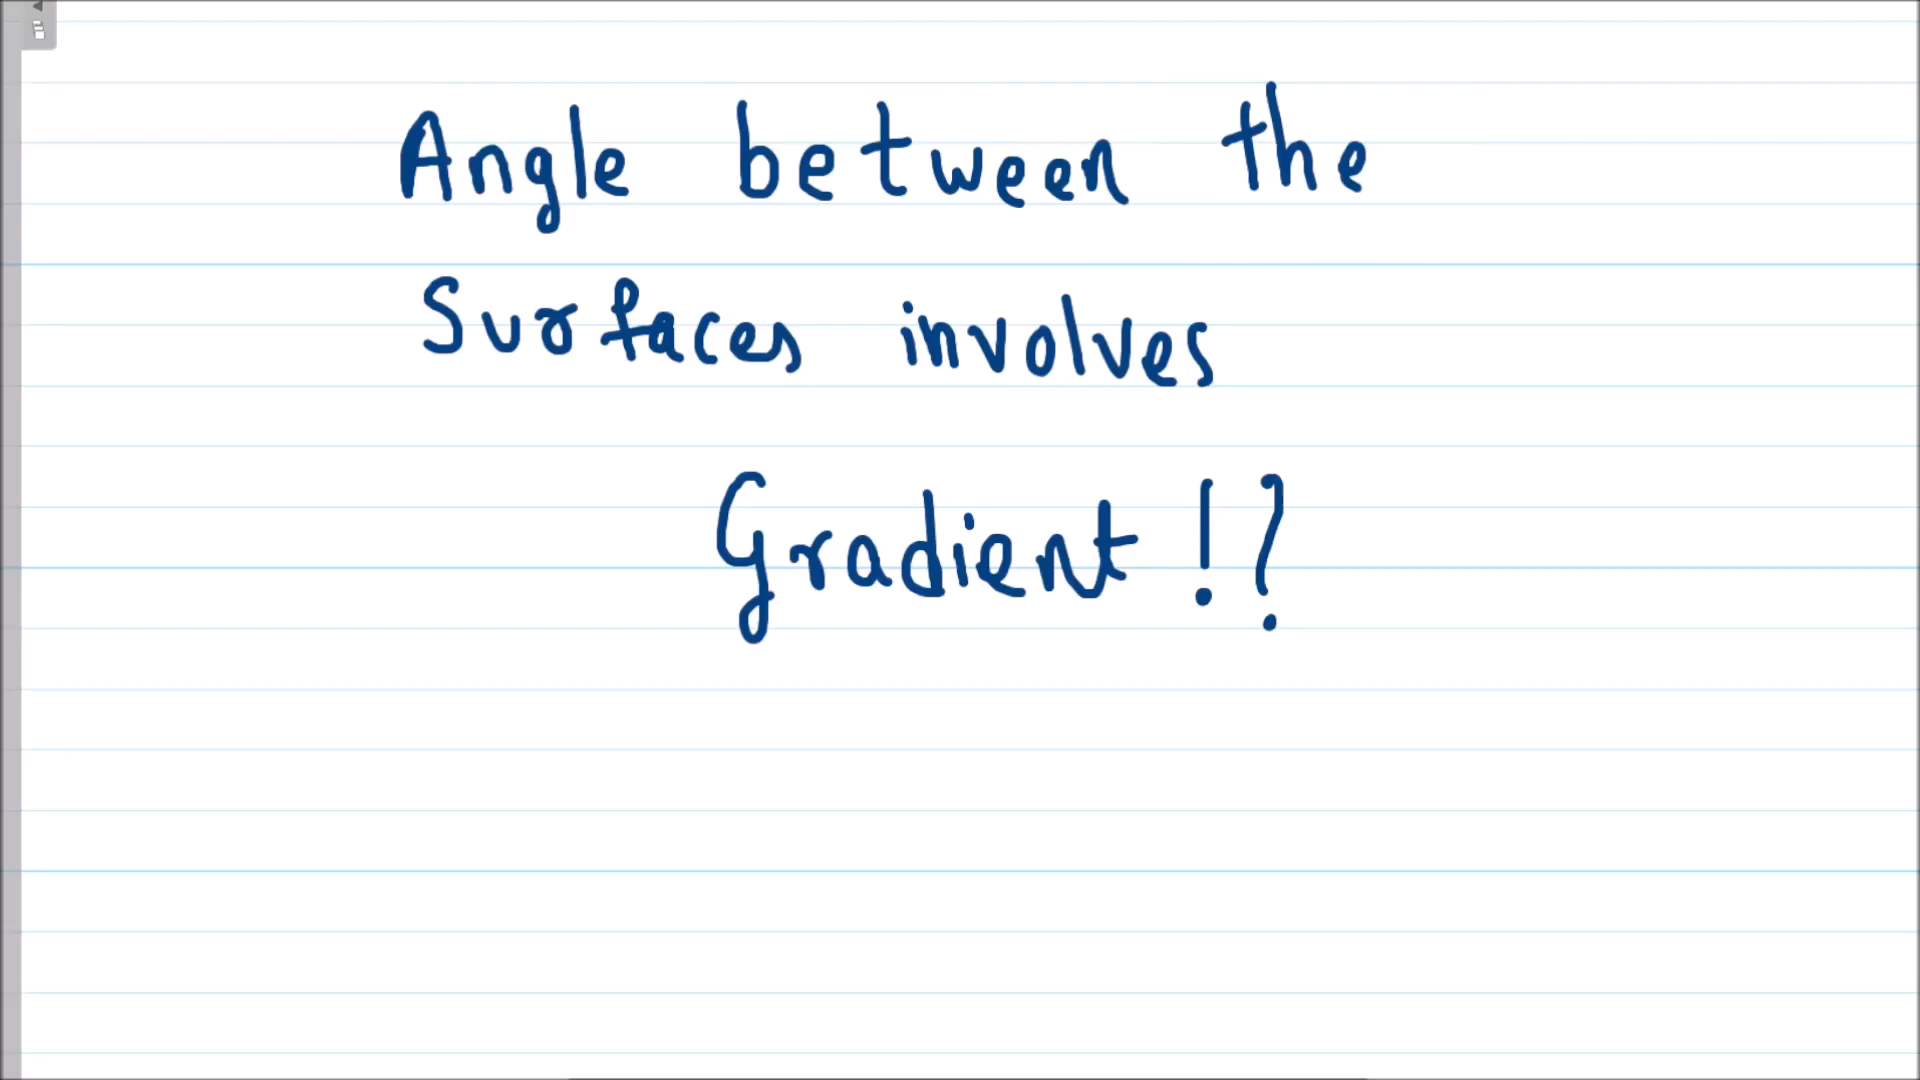 Angle between the
Surfaces involves
Gradient !?